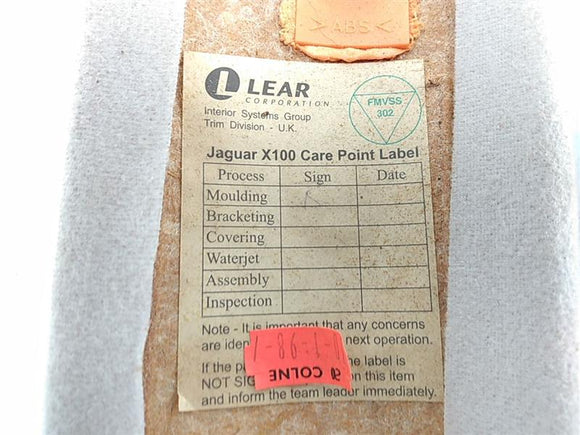 >ABS<
LEAR
CORPORATION
Interior Systems Group
Trim Division - U.K.
FMVSS
302
Jaguar X100 Care Point Label
Process Sign Date
Moulding
Bracketing
Covering
Waterjet
Assembly
Inspection
Note - It is important that any concerns
are iden next operation.
If the p ne label is
NOT SIG on this item
and inform the team leader immediately.
COLNE